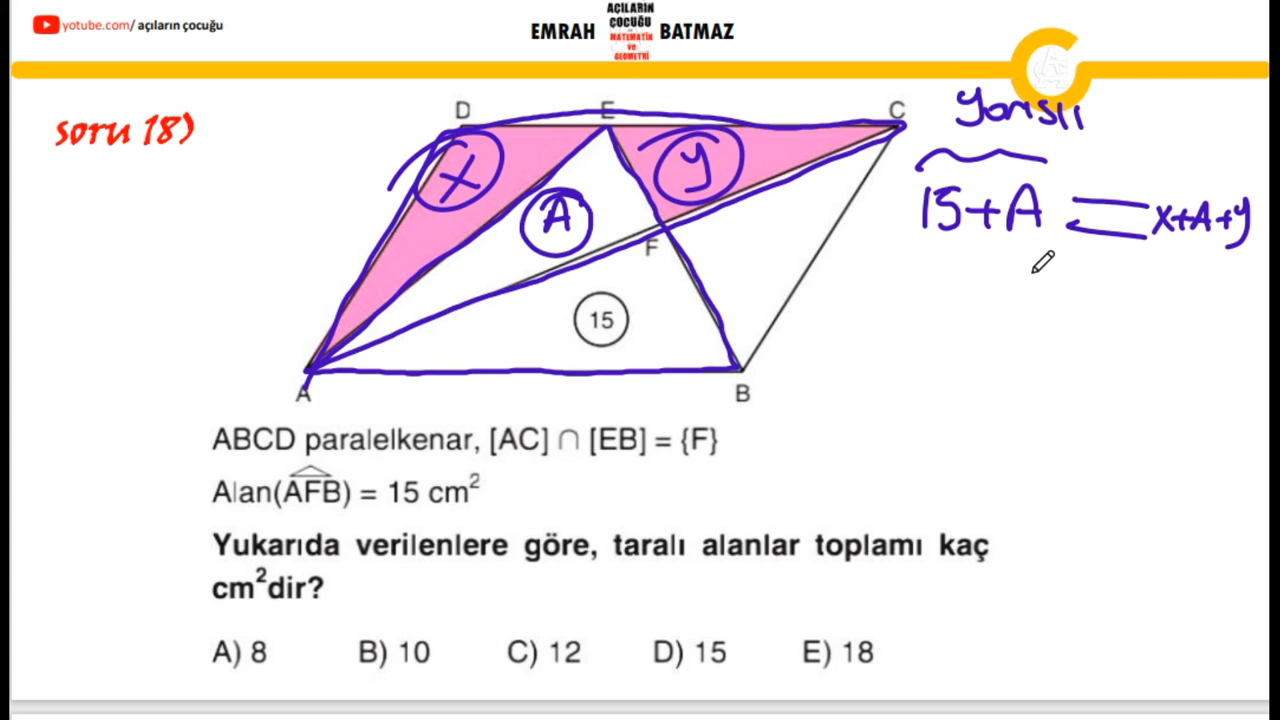 yotube.com/ açıların çocuğu
EMRAH
AÇILARIN
ÇOCUĞU
MATEMATİK
ve
GEOMETRİ
BATMAZ
soru 18)
D
E
C
X
A
Y
F
15
A
B
Yarısı
15+A = X+A+Y
ABCD paralelkenar, [AC] ∩ [EB] = {F}
Alan(AFB) = 15 cm²
Yukarıda verilenlere göre, taralı alanlar toplamı kaç
cm²dir?
A) 8 B) 10 C) 12 D) 15 E) 18